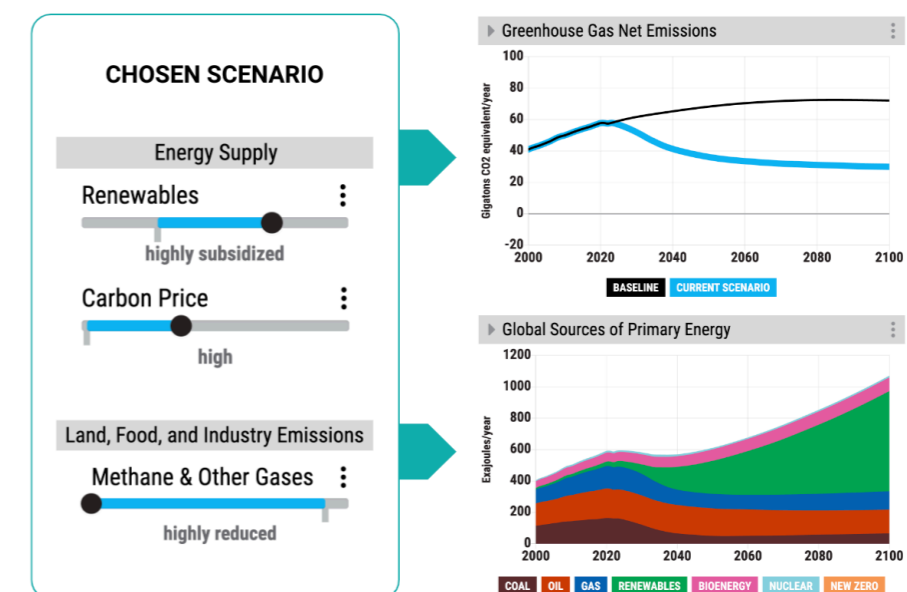 CHOSEN SCENARIO
Energy Supply
Renewables
highly subsidized
Carbon Price
high
Land, Food, and Industry Emissions
Methane & Other Gases
highly reduced
Greenhouse Gas Net Emissions
Gigatons CO2 equivalent/year
100
80
60
40
20
0
-20
2000 2020 2040 2060 2080 2100
BASELINE CURRENT SCENARIO
Global Sources of Primary Energy
Exajoules/year
1200
1000
800
600
400
200
0
2000 2020 2040 2060 2080 2100
COAL OIL GAS RENEWABLES BIOENERGY NUCLEAR NEW ZERO